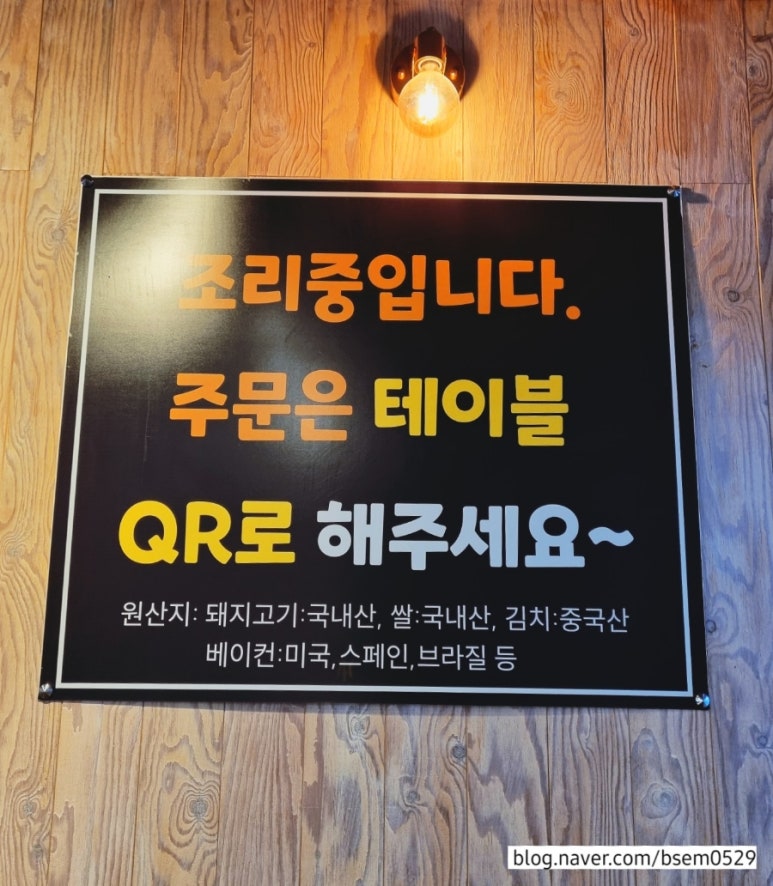 조리중입니다.
주문은 테이블
QR로 해주세요~
원산지: 돼지고기:국내산, 쌀:국내산, 김치:중국산
베이컨:미국,스페인,브라질 등
blog.naver.com/bsem0529